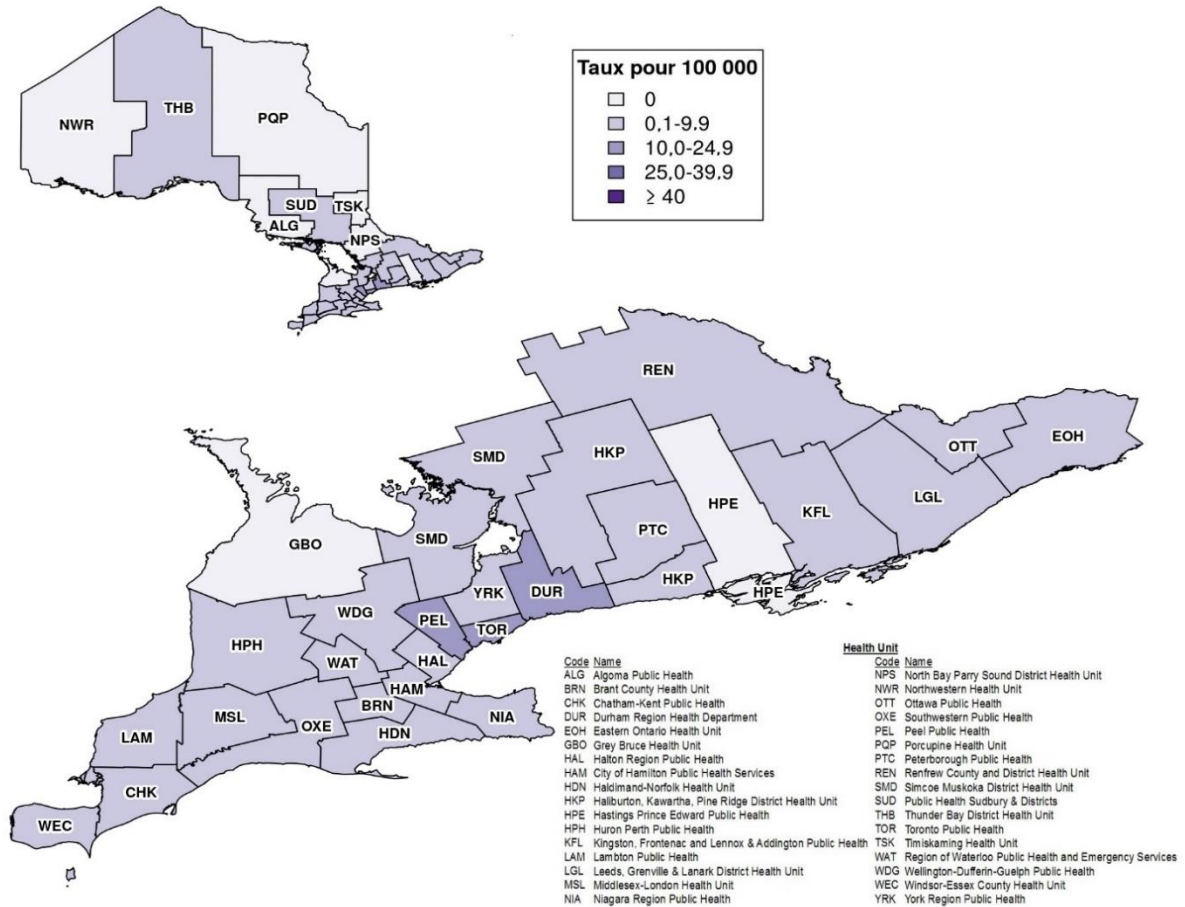 Taux pour 100 000
0
0,1-9.9
10,0-24,9
25,0-39.9
≥ 40
NWR
THB
PQP
SUD
TSK
ALG
NPS
REN
SMD
HKP
OTT
EOH
HPE
KFL
LGL
PTC
GBO
SMD
HKP
YRK
DUR
HPE
WDG
PEL
TOR
HPH
WAT
HAL
HAM
MSL
BRN
OXE
NIA
LAM
HDN
CHK
WEC
Health Unit
Code Name
ALG Algoma Public Health
BRN Brant County Health Unit
CHK Chatham-Kent Public Health
DUR Durham Region Health Department
EOH Eastern Ontario Health Unit
GBO Grey Bruce Health Unit
HAL Halton Region Public Health
HAM City of Hamilton Public Health Services
HDN Haldimand-Norfolk Health Unit
HKP Haliburton, Kawartha, Pine Ridge District Health Unit
HPE Hastings Prince Edward Public Health
HPH Huron Perth Public Health
KFL Kingston, Frontenac and Lennox & Addington Public Health
LAM Lambton Public Health
LGL Leeds, Grenville & Lanark District Health Unit
MSL Middlesex-London Health Unit
NIA Niagara Region Public Health
Code Name
NPS North Bay Parry Sound District Health Unit
NWR Northwestern Health Unit
OTT Ottawa Public Health
OXE Southwestern Public Health
PEL Peel Public Health
PQP Porcupine Health Unit
PTC Peterborough Public Health
REN Renfrew County and District Health Unit
SMD Simcoe Muskoka District Health Unit
SUD Public Health Sudbury & Districts
THB Thunder Bay District Health Unit
TOR Toronto Public Health
TSK Timiskaming Health Unit
WAT Region of Waterloo Public Health and Emergency Services
WDG Wellington-Dufferin-Guelph Public Health
WEC Windsor-Essex County Health Unit
YRK York Region Public Health